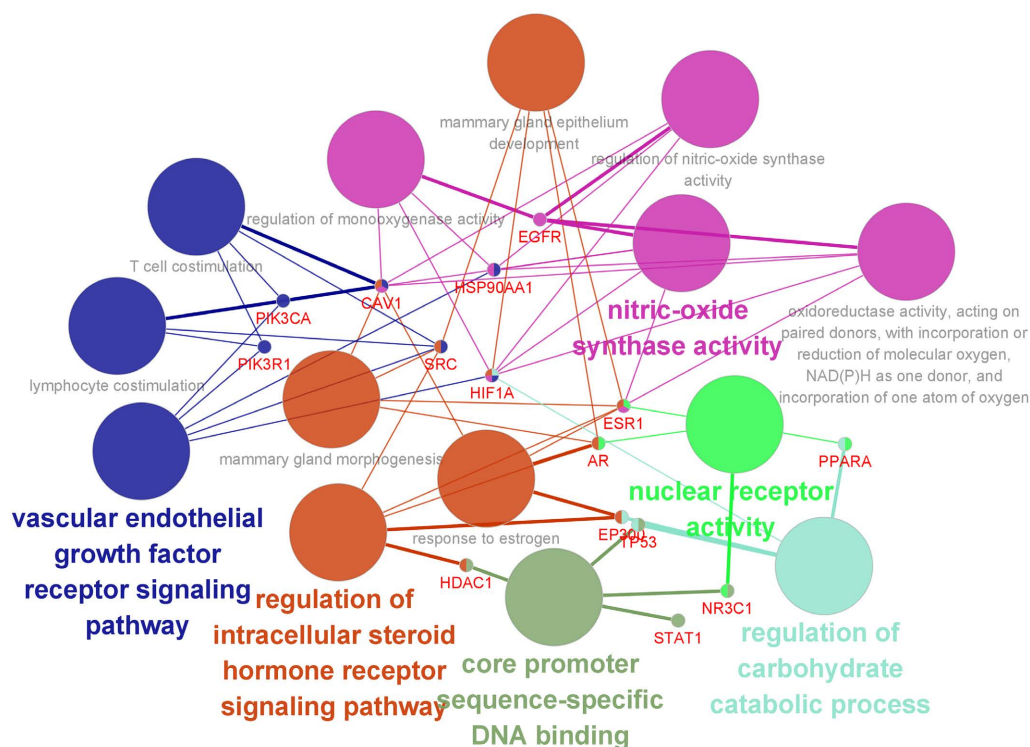 mammary gland epithelium
development
regulation of nitric-oxide synthase
activity
regulation of monooxygenase activity
EGFR
T cell costimulation
HSP90AA1
CAV1
PIK3CA
nitric-oxide
synthase activity
oxidoreductase activity, acting on
paired donors, with incorporation or
reduction of molecular oxygen,
NAD(P)H as one donor, and
incorporation of one atom of oxygen
PIK3R1
SRC
lymphocyte costimulation
HIF1A
ESR1
mammary gland morphogenesis
AR
PPARA
nuclear receptor
activity
vascular endothelial
growth factor
receptor signaling
pathway
response to estrogen
EP300
TP53
HDAC1
NR3C1
STAT1
regulation of
intracellular steroid
hormone receptor
signaling pathway
core promoter
sequence-specific
DNA binding
regulation of
carbohydrate
catabolic process